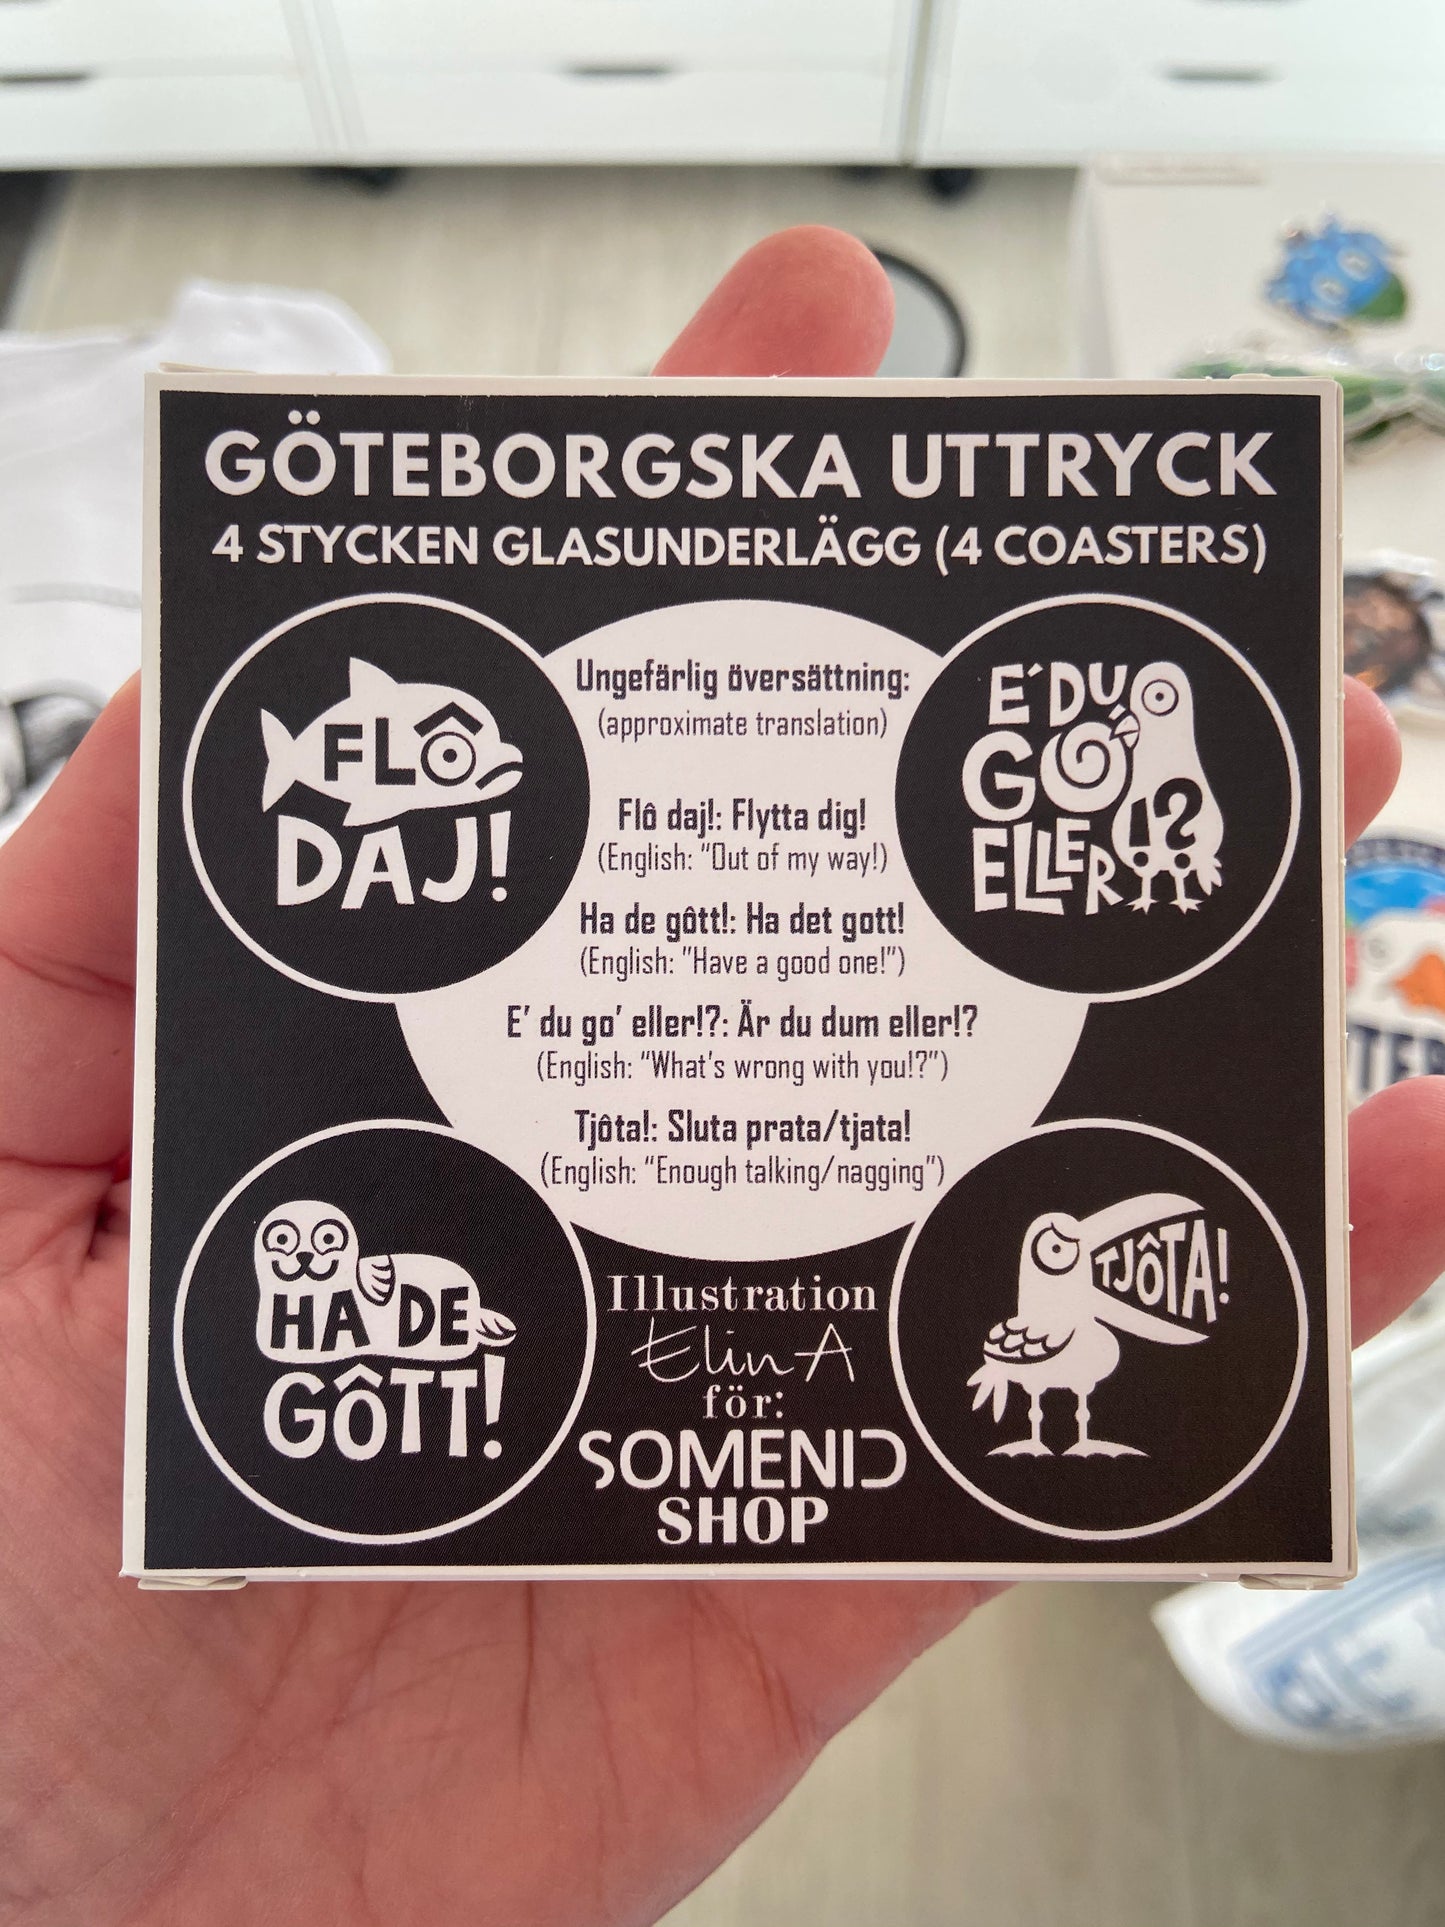 GÖTEBORGSKA UTTRYCK
4 STYCKEN GLASUNDERLÄGG (4 COASTERS)
FLÔ
DAJ!
Ungefärlig översättning:
(approximate translation)
Flô daj!: Flytta dig!
(English: "Out of my way!)
Ha de gôtt!: Ha det gott!
(English: "Have a good one!")
E' du go' eller!?: Är du dum eller!?
(English: "What's wrong with you!?")
Tjôta!: Sluta prata/tjata!
(English: "Enough talking/nagging")
E' DU
GO
ELLER!?
HA DE
GÔTT!
Illustration
Elin A
för:
SOMENID
SHOP
TJÔTA!